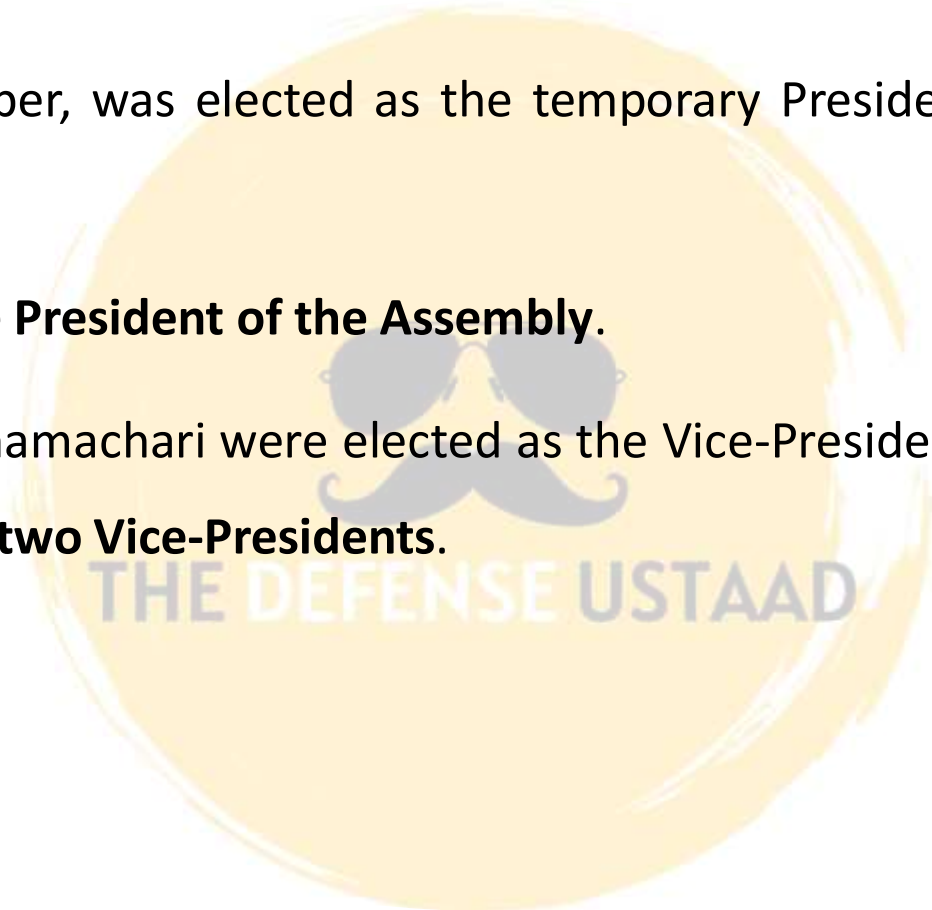 ber, was elected as the temporary Preside
President of the Assembly.
namachari were elected as the Vice-Preside
two Vice-Presidents.
THE DEFENSE USTAAD